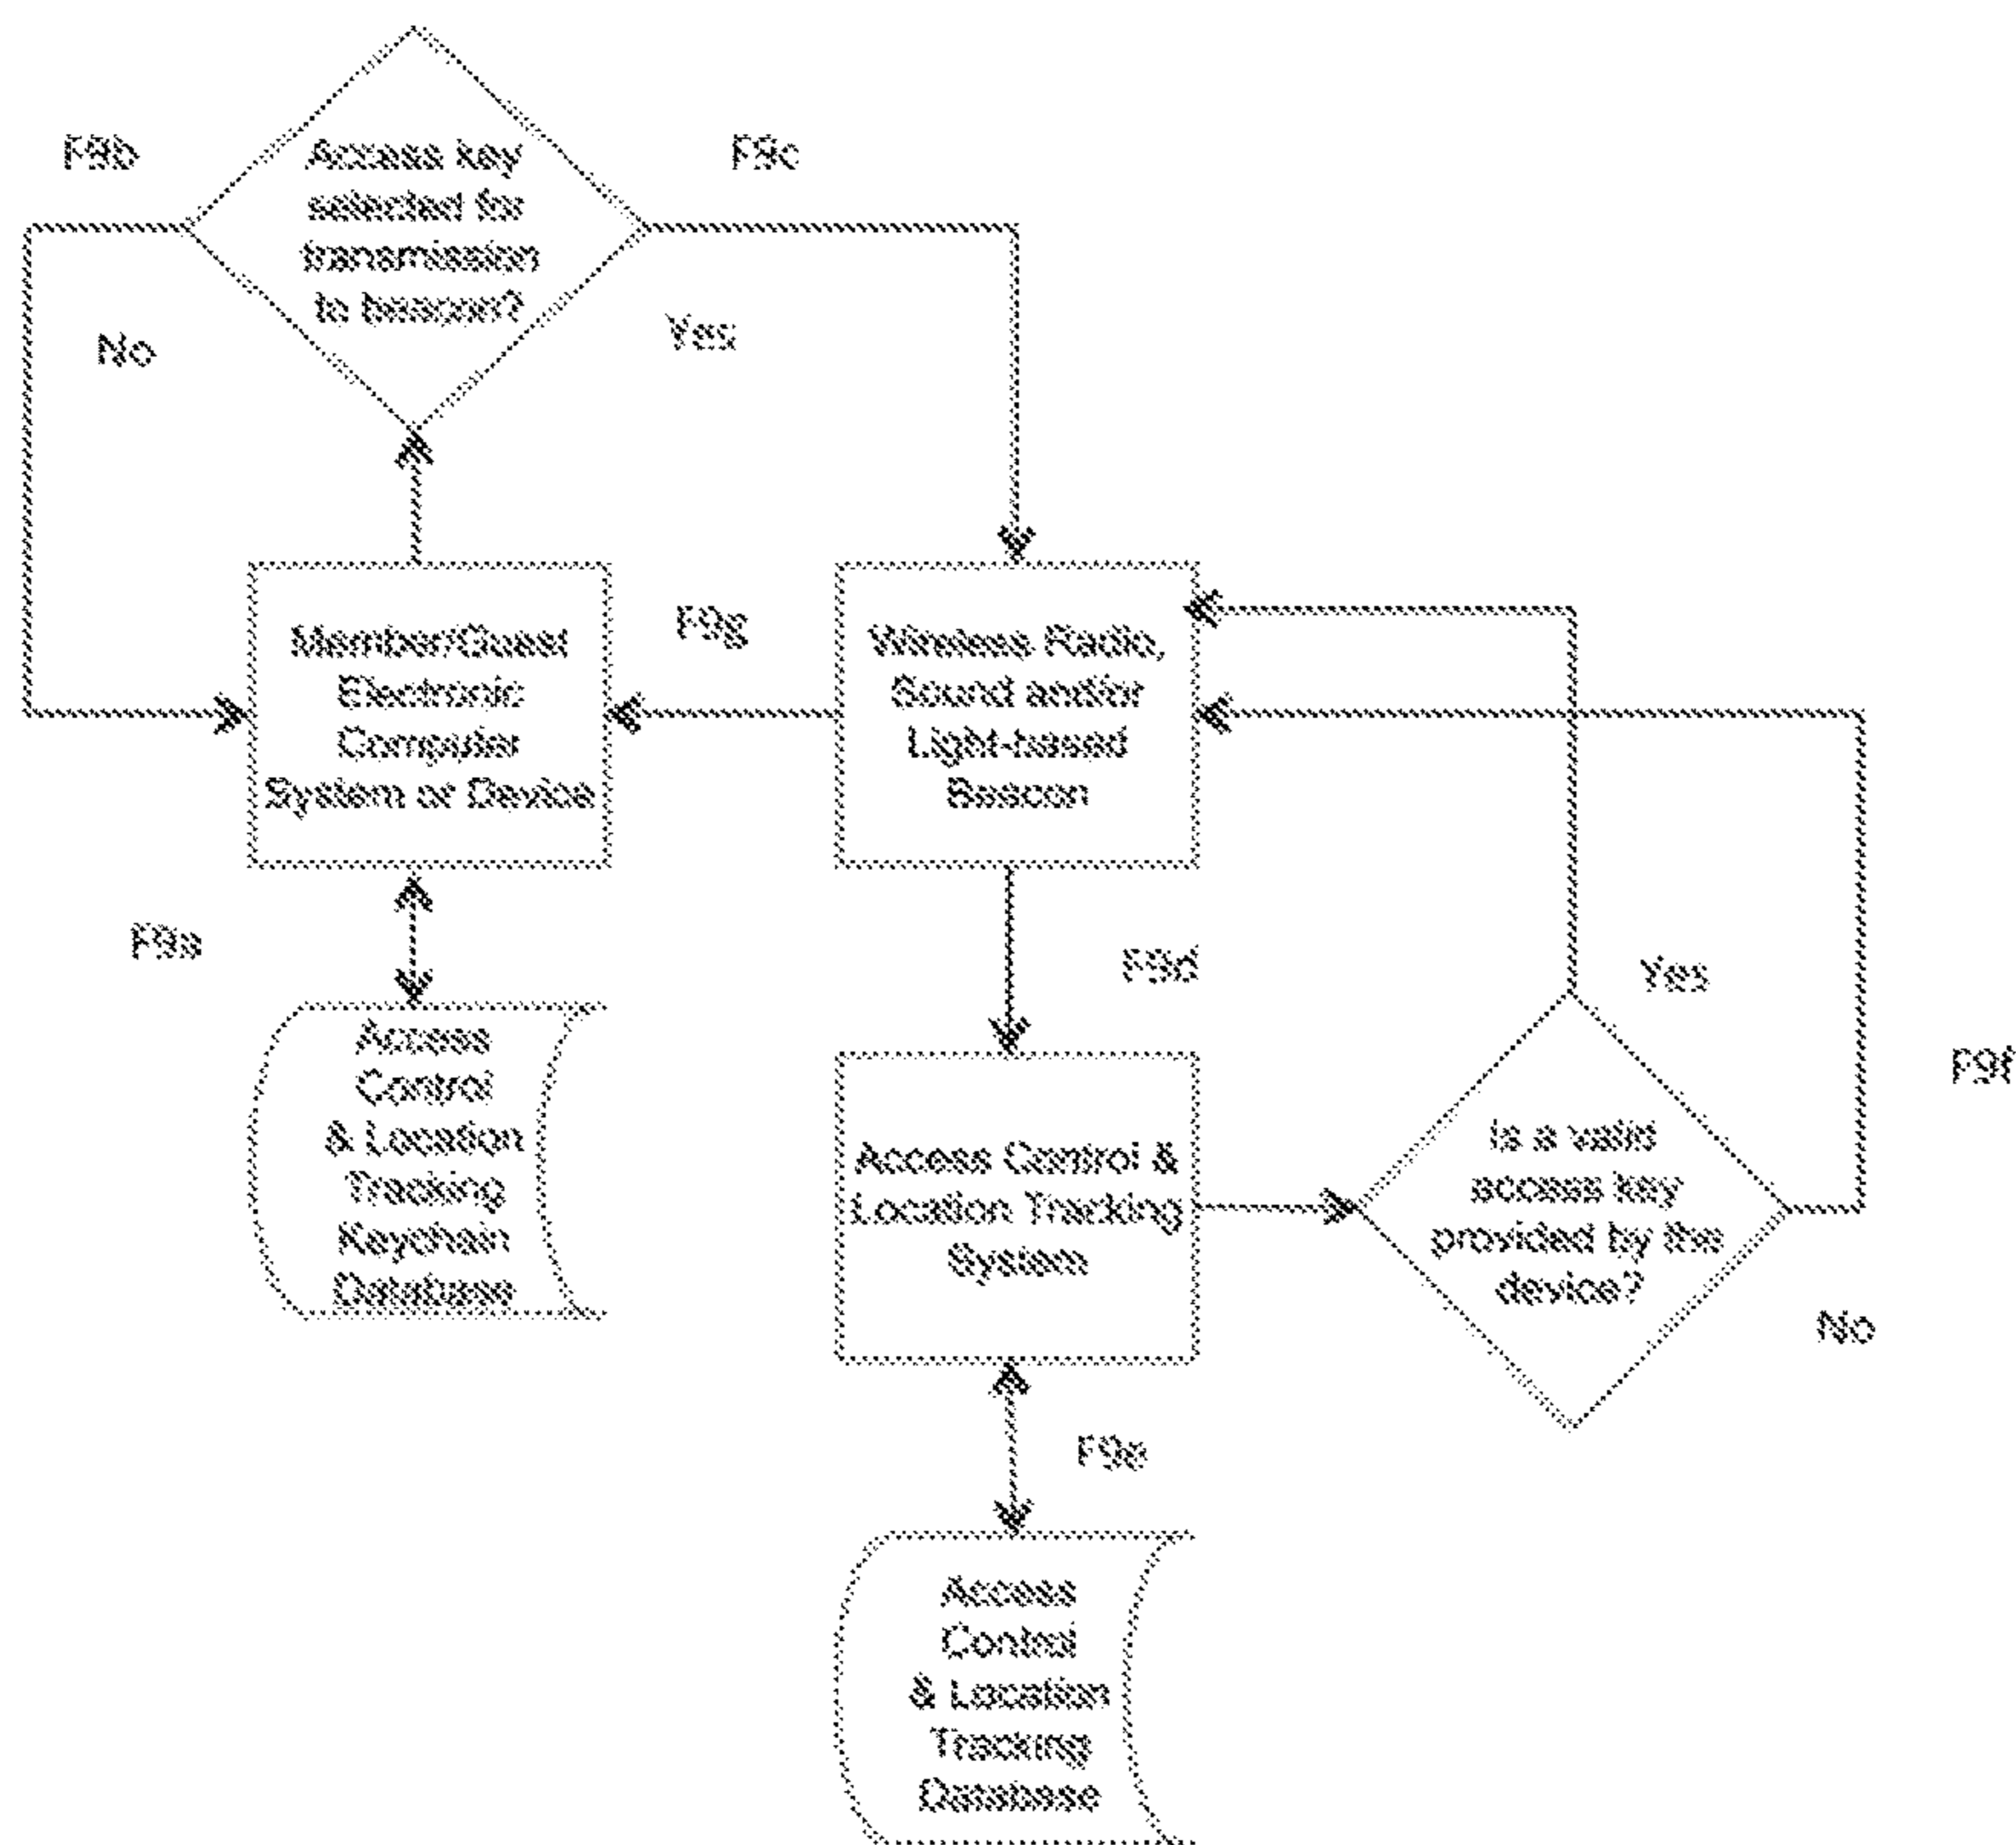 F9b
Access key
selected for
transmission
to beacon?
F9c
No
Yes
Member/Guest
Electronic
Computer
System or Device
F9g
Wireless Radio,
Sound and/or
Light-based
Beacon
F9a
F9d
Yes
F9f
Access
Control
& Location
Tracking
Keychain
Database
Access Control &
Location Tracking
System
Is a valid
access key
provided by the
device?
No
F9e
Access
Control
& Location
Tracking
Database